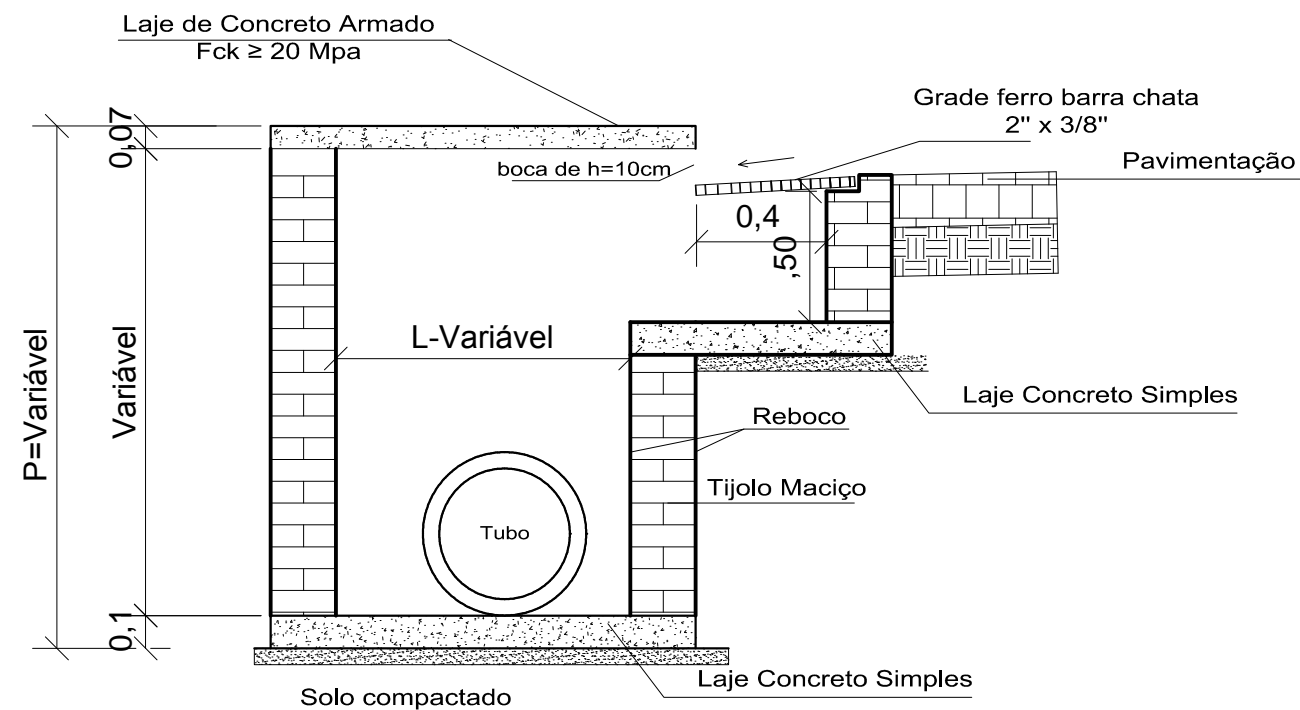 Laje de Concreto Armado
Fck ≥ 20 Mpa
Grade ferro barra chata
2" x 3/8"
Pavimentação
boca de h=10cm
0,07
0,4
,50
P=Variável
Variável
L-Variável
Laje Concreto Simples
Reboco
Tijolo Maciço
Tubo
0,1
Laje Concreto Simples
Solo compactado